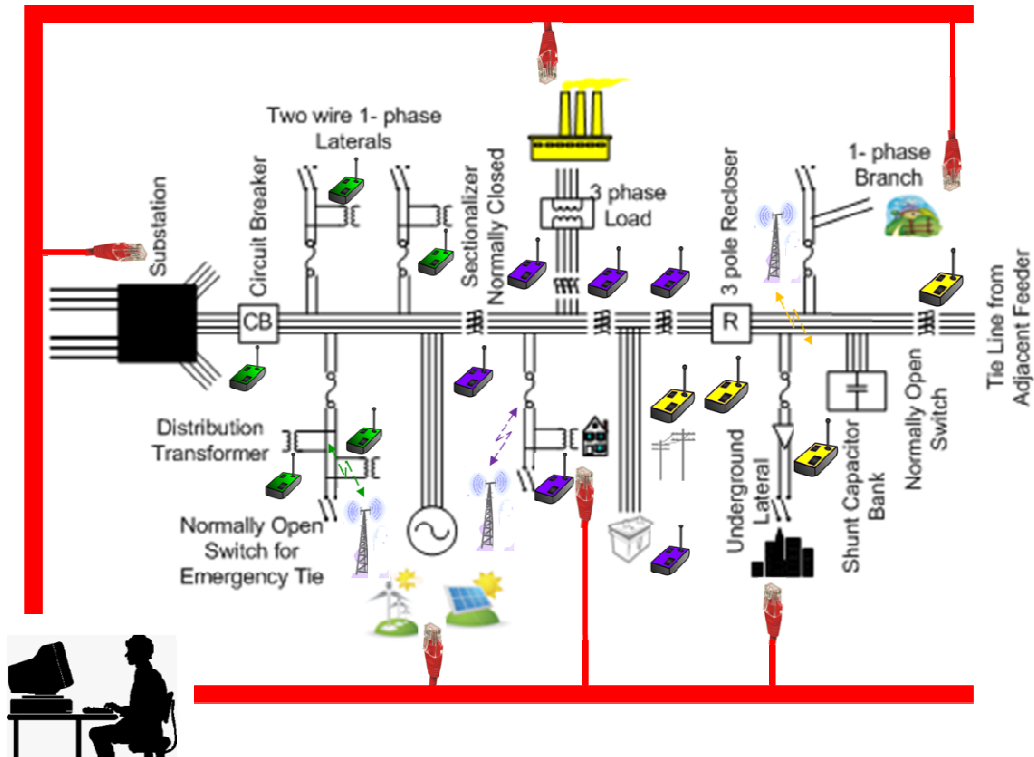 Two wire 1- phase
Laterals
Substation
Circuit Breaker
Sectionalizer
Normally Closed
3 phase
Load
3 pole Recloser
1- phase
Branch
CB
R
Tie Line from
Adjacent Feeder
Distribution
Transformer
Normally Open
Switch for
Emergency Tie
Underground
Lateral
Shunt Capacitor
Bank
Normally Open
Switch